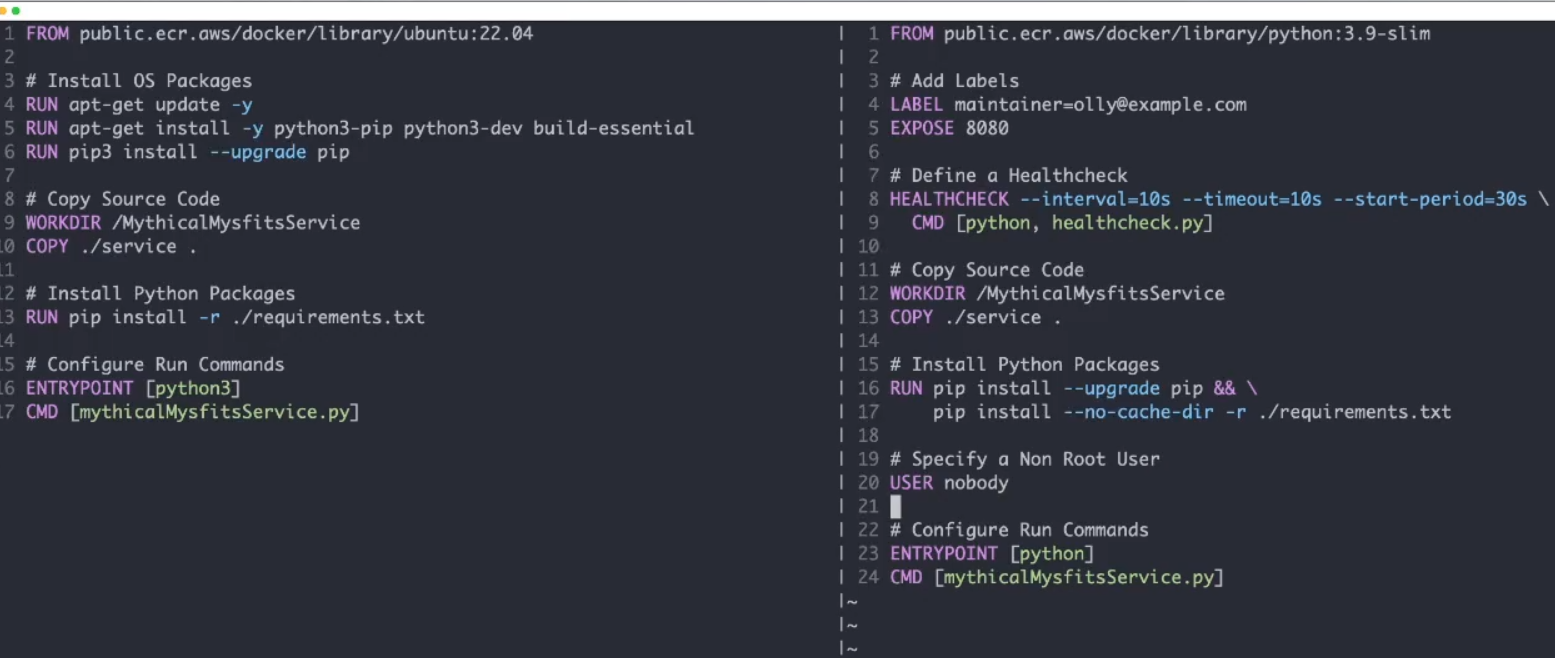 1 FROM public.ecr.aws/docker/library/ubuntu:22.04
2
3 # Install OS Packages
4 RUN apt-get update -y
5 RUN apt-get install -y python3-pip python3-dev build-essential
6 RUN pip3 install --upgrade pip
7
8 # Copy Source Code
9 WORKDIR /MythicalMysfitsService
10 COPY ./service .
11
12 # Install Python Packages
13 RUN pip install -r ./requirements.txt
14
15 # Configure Run Commands
16 ENTRYPOINT [python3]
17 CMD [mythicalMysfitsService.py]
| 1 FROM public.ecr.aws/docker/library/python:3.9-slim
| 2
| 3 # Add Labels
| 4 LABEL maintainer=olly@example.com
| 5 EXPOSE 8080
| 6
| 7 # Define a Healthcheck
| 8 HEALTHCHECK --interval=10s --timeout=10s --start-period=30s \
| 9   CMD [python, healthcheck.py]
| 10
| 11 # Copy Source Code
| 12 WORKDIR /MythicalMysfitsService
| 13 COPY ./service .
| 14
| 15 # Install Python Packages
| 16 RUN pip install --upgrade pip && \
| 17     pip install --no-cache-dir -r ./requirements.txt
| 18
| 19 # Specify a Non Root User
| 20 USER nobody
| 21
| 22 # Configure Run Commands
| 23 ENTRYPOINT [python]
| 24 CMD [mythicalMysfitsService.py]
|~
|~
|~